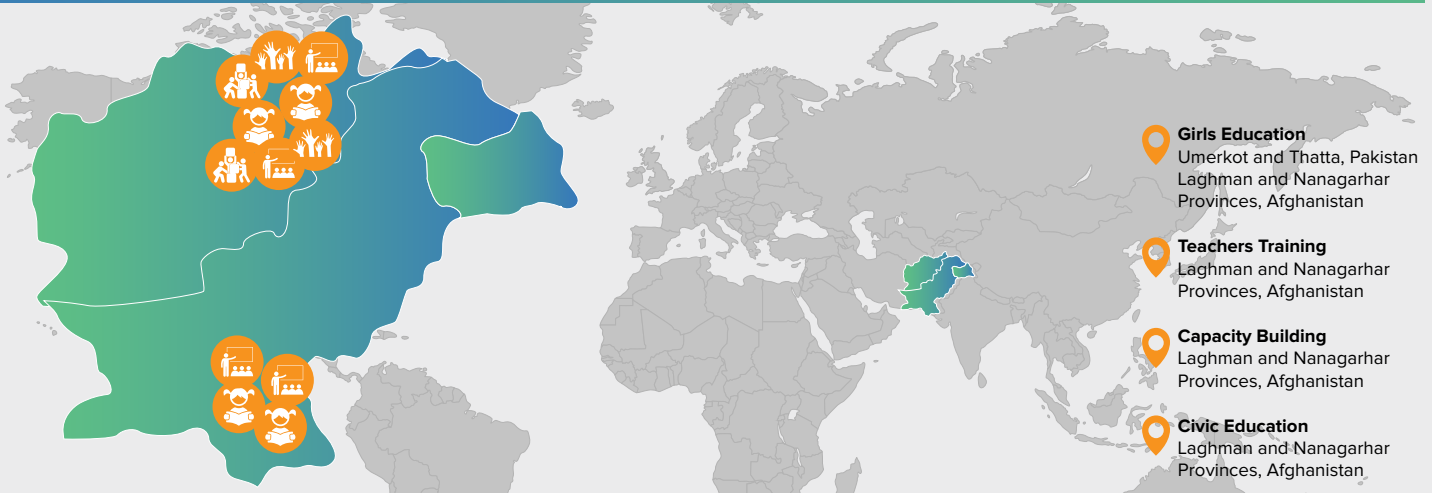 Girls Education
Umerkot and Thatta, Pakistan
Laghman and Nanagarhar
Provinces, Afghanistan
Teachers Training
Laghman and Nanagarhar
Provinces, Afghanistan
Capacity Building
Laghman and Nanagarhar
Provinces, Afghanistan
Civic Education
Laghman and Nanagarhar
Provinces, Afghanistan